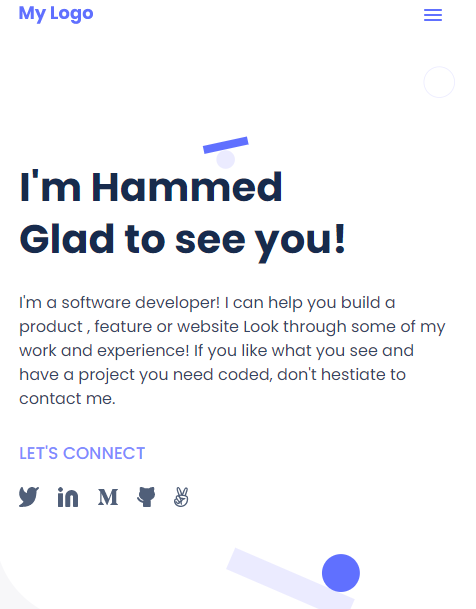 My Logo
I'm Hammed
Glad to see you!
I'm a software developer! I can help you build a
product , feature or website Look through some of my
work and experience! If you like what you see and
have a project you need coded, don't hestiate to
contact me.
LET'S CONNECT